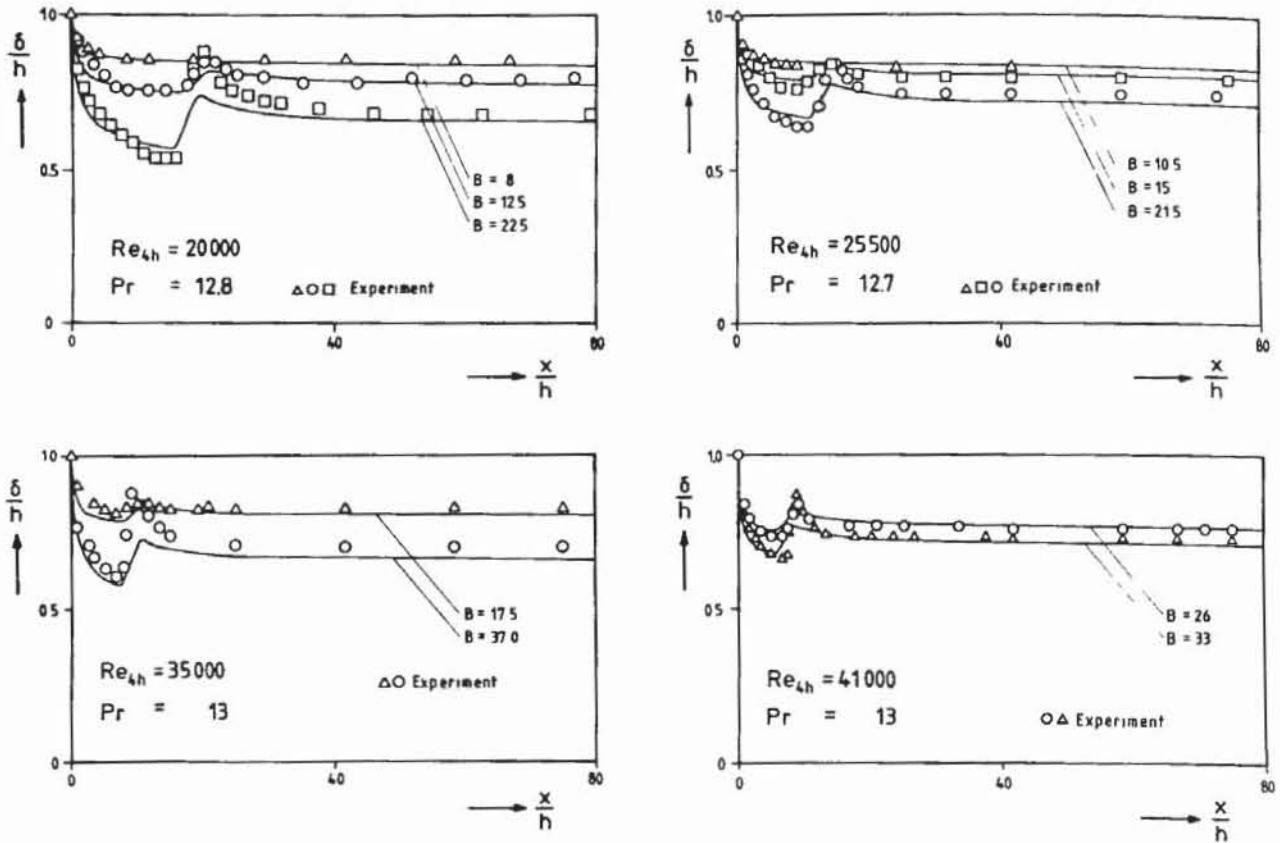 1.0
δ/h
0.5
0
0
40
80
x/h
B = 8
B = 12.5
B = 22.5
Re4h = 20000
Pr = 12.8
△○□ Experiment
1.0
δ/h
0.5
0
0
40
80
x/h
B = 10.5
B = 15
B = 21.5
Re4h = 25500
Pr = 12.7
△□○ Experiment
1.0
δ/h
0.5
0
0
40
80
x/h
B = 17.5
B = 37.0
Re4h = 35000
Pr = 13
△○ Experiment
1.0
δ/h
0.5
0
0
40
80
x/h
B = 26
B = 33
Re4h = 41000
Pr = 13
○△ Experiment